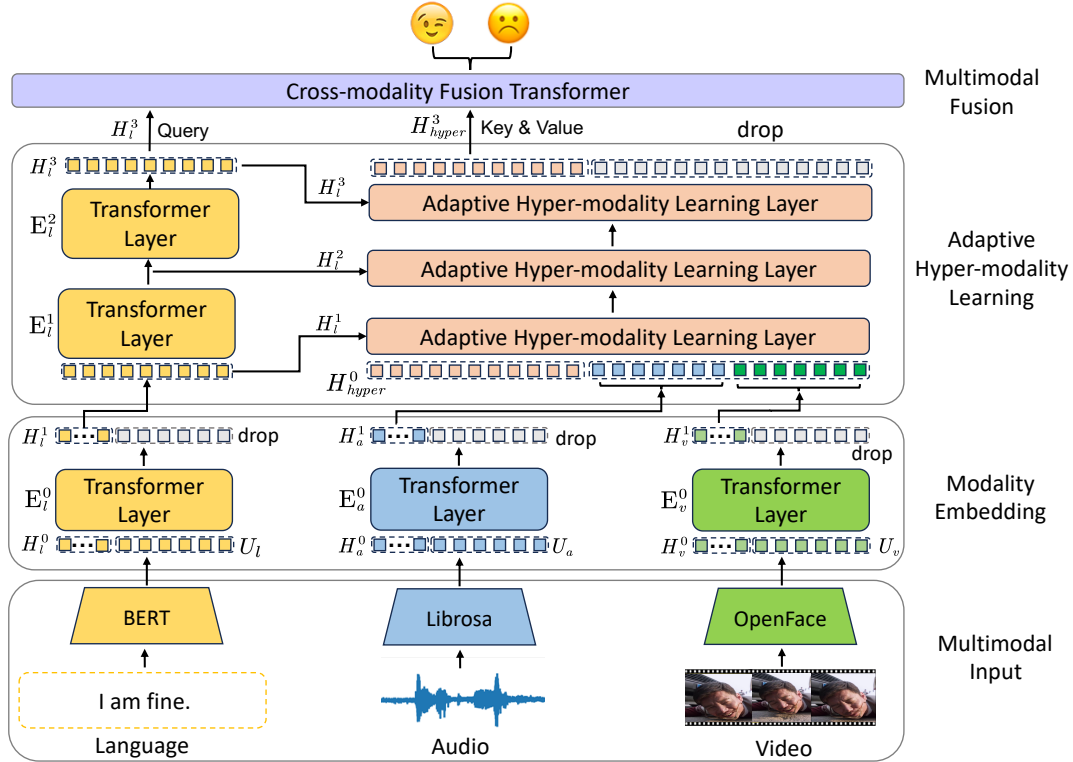 Cross-modality Fusion Transformer
Multimodal
Fusion
H_l^3 Query
H_{hyper}^3 Key & Value
drop
H_l^3
H_l^3
Adaptive Hyper-modality Learning Layer
E_l^2
Transformer
Layer
H_l^2
Adaptive Hyper-modality Learning Layer
Adaptive
Hyper-modality
Learning
E_l^1
Transformer
Layer
H_l^1
Adaptive Hyper-modality Learning Layer
H_{hyper}^0
H_l^1
drop
H_a^1
drop
H_v^1
drop
E_l^0
Transformer
Layer
E_a^0
Transformer
Layer
E_v^0
Transformer
Layer
Modality
Embedding
H_l^0
U_l
H_a^0
U_a
H_v^0
U_v
BERT
Librosa
OpenFace
Multimodal
Input
I am fine.
Language
Audio
Video